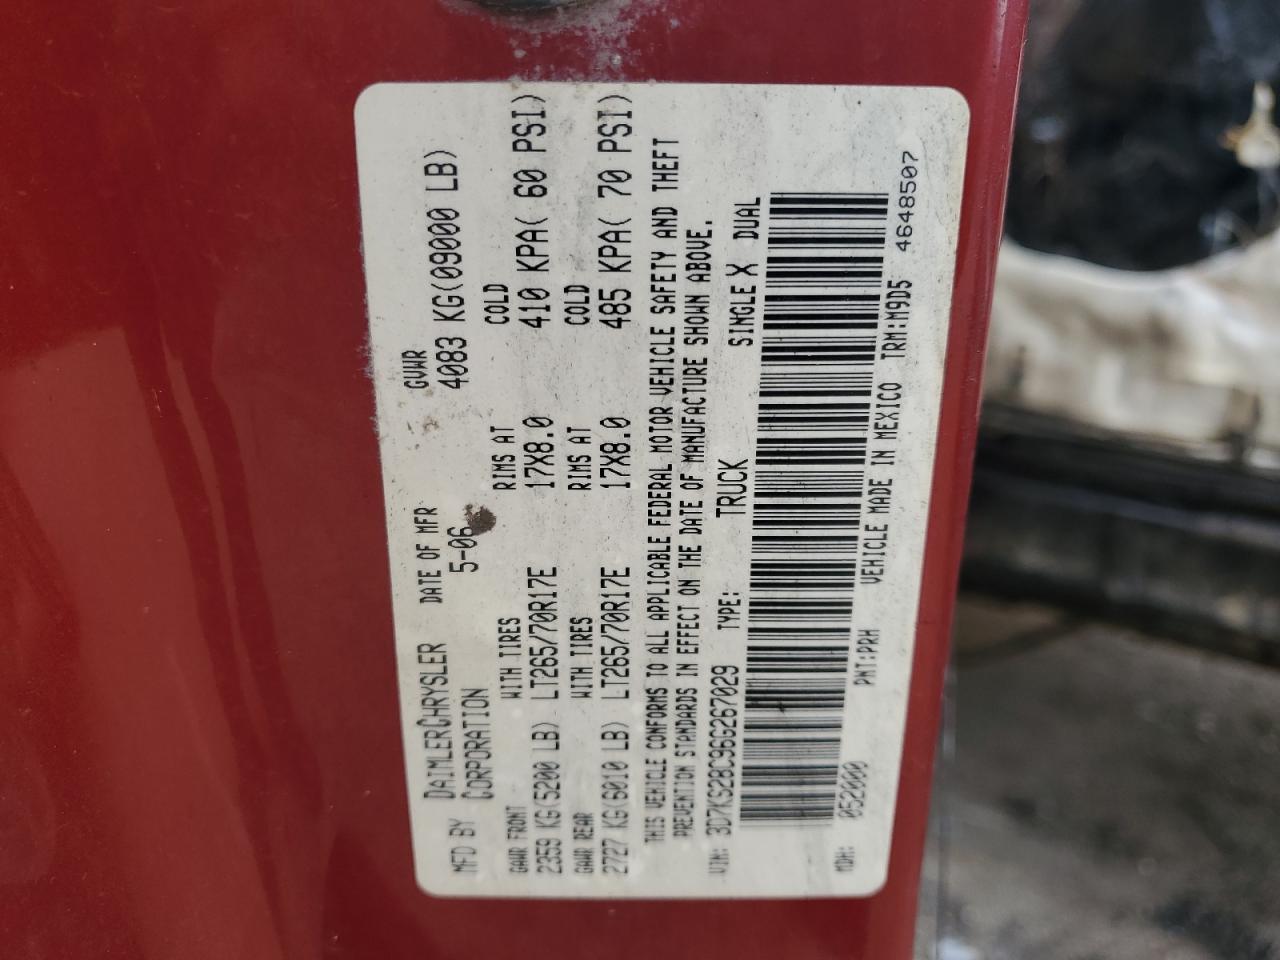 MFD BY DAIMLERCHRYSLER CORPORATION DATE OF MFR 5-06 GVWR 4083 KG(09000 LB)
GAWR FRONT WITH TIRES RIMS AT COLD
2359 KG(5200 LB) LT265/70R17E 17X8.0 410 KPA( 60 PSI)
GAWR REAR WITH TIRES RIMS AT COLD
2727 KG(6010 LB) LT265/70R17E 17X8.0 485 KPA( 70 PSI)
THIS VEHICLE CONFORMS TO ALL APPLICABLE FEDERAL MOTOR VEHICLE SAFETY AND THEFT
PREVENTION STANDARDS IN EFFECT ON THE DATE OF MANUFACTURE SHOWN ABOVE.
VIN: 3D7KS28C96G267029 TYPE: TRUCK SINGLE X DUAL
MDH: 052000 PNT:PRH VEHICLE MADE IN MEXICO TRM:M9D5 4648507